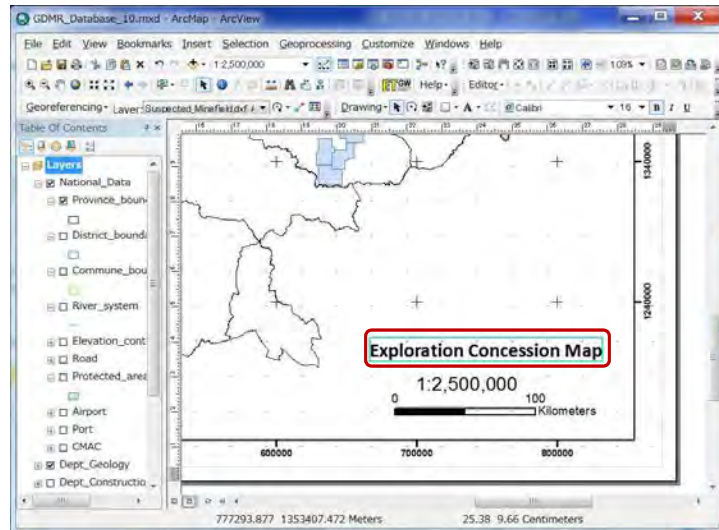 GDMR_Database_10.mxd - ArcMap - ArcView
File Edit View Bookmarks Insert Selection Geoprocessing Customize Windows Help
1:2,500,000 109%
Help Editor
Georeferencing Layer: Drawing A Calibri 16 B I U
Table Of Contents
Layers
National_Data
Province_boun
District_bounda
Commune_bou
River_system
Elevation_cont
Road
Protected_area
Airport
Port
CMAC
Dept_Geology
Dept_Constructio
1340000
1240000
Exploration Concession Map
1:2,500,000
0 100
Kilometers
600000 700000 800000
777293.877 1353407.472 Meters 25.38 9.66 Centimeters